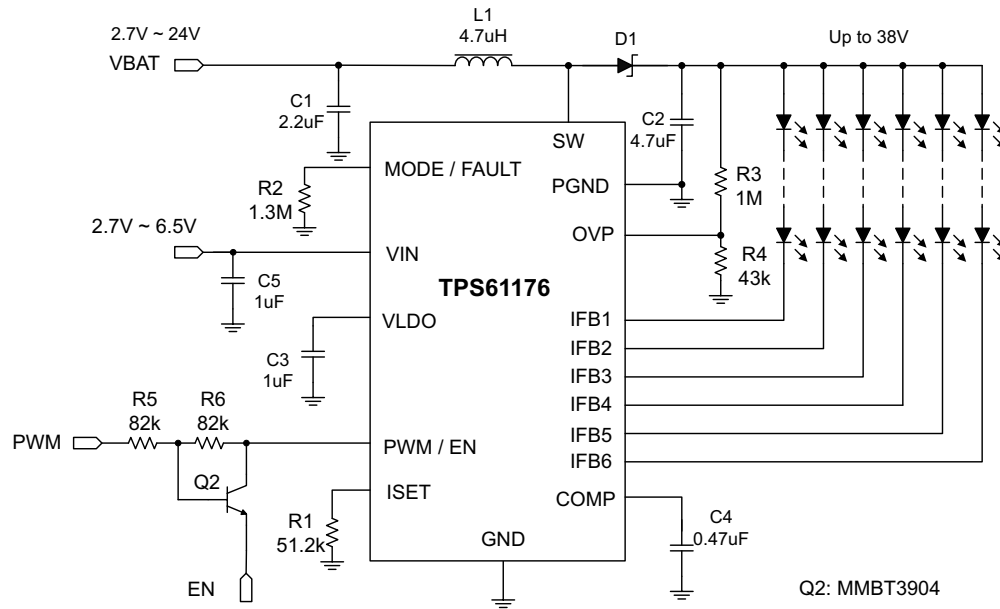 L1
4.7uH
2.7V ~ 24V
VBAT
D1
Up to 38V
C1
2.2uF
C2
4.7uF
SW
MODE / FAULT
R2
1.3M
PGND
R3
1M
2.7V ~ 6.5V
VIN
OVP
R4
43k
C5
1uF
TPS61176
VLDO
C3
1uF
IFB1
IFB2
IFB3
IFB4
IFB5
IFB6
R5
82k
R6
82k
PWM
PWM / EN
Q2
ISET
COMP
R1
51.2k
GND
C4
0.47uF
EN
Q2: MMBT3904